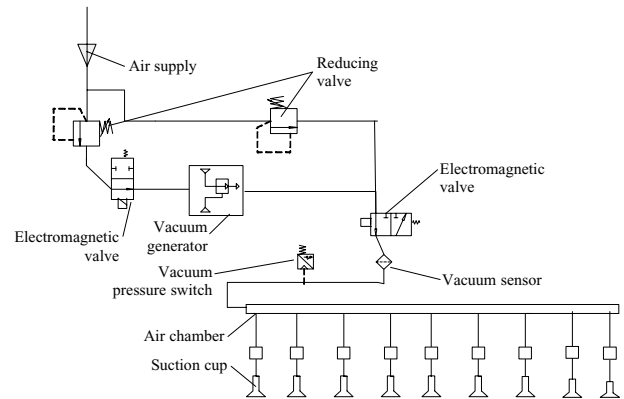 Air supply
Reducing
valve
Electromagnetic
valve
Electromagnetic
valve
Vacuum
generator
Vacuum
pressure switch
Vacuum sensor
Air chamber
Suction cup